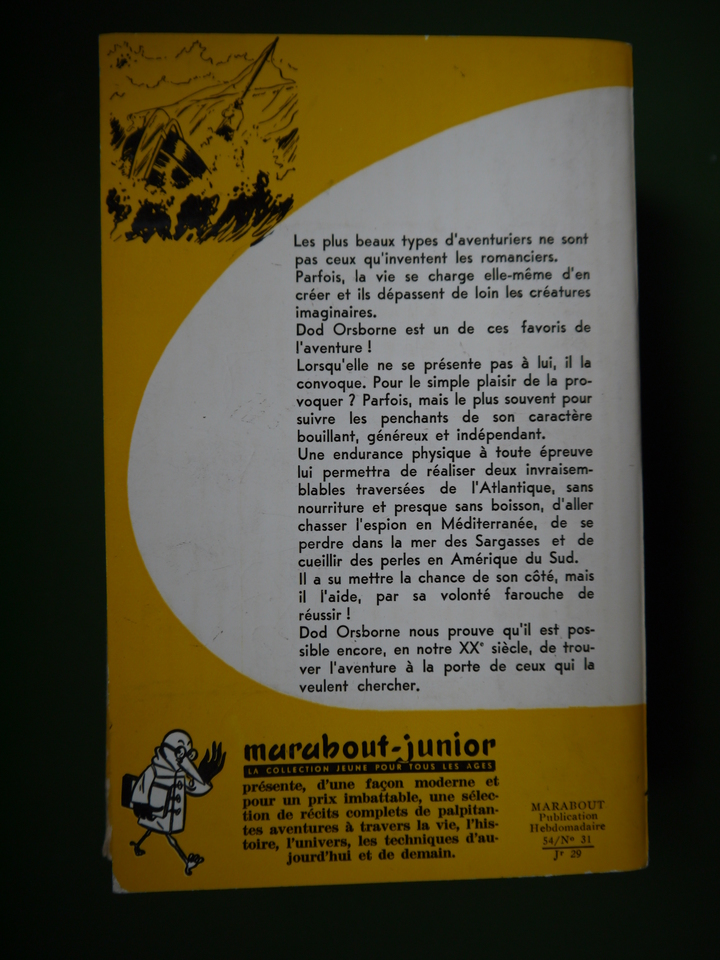 Les plus beaux types d'aventuriers ne sont
pas ceux qu'inventent les romanciers.
Parfois, la vie se charge elle-même d'en
créer et ils dépassent de loin les créatures
imaginaires.
Dod Orsborne est un de ces favoris de
l'aventure !
Lorsqu'elle ne se présente pas à lui, il la
convoque. Pour le simple plaisir de la pro-
voquer ? Parfois, mais le plus souvent pour
suivre les penchants de son caractère
bouillant, généreux et indépendant.
Une endurance physique à toute épreuve
lui permettra de réaliser deux invraisem-
blables traversées de l'Atlantique, sans
nourriture et presque sans boisson, d'aller
chasser l'espion en Méditerranée, de se
perdre dans la mer des Sargasses et de
cueillir des perles en Amérique du Sud.
Il a su mettre la chance de son côté, mais
il l'aide, par sa volonté farouche de
réussir !
Dod Orsborne nous prouve qu'il est pos-
sible encore, en notre XXe siècle, de trou-
ver l'aventure à la porte de ceux qui la
veulent chercher.
marabout-junior
LA COLLECTION JEUNE POUR TOUS LES AGES
présente, d'une façon moderne et
pour un prix imbattable, une sélec-
tion de récits complets de palpitan-
tes aventures à travers la vie, l'his-
toire, l'univers, les techniques d'au-
jourd'hui et de demain.
MARABOUT
Publication
Hebdomadaire
54/No 31
Jr 29